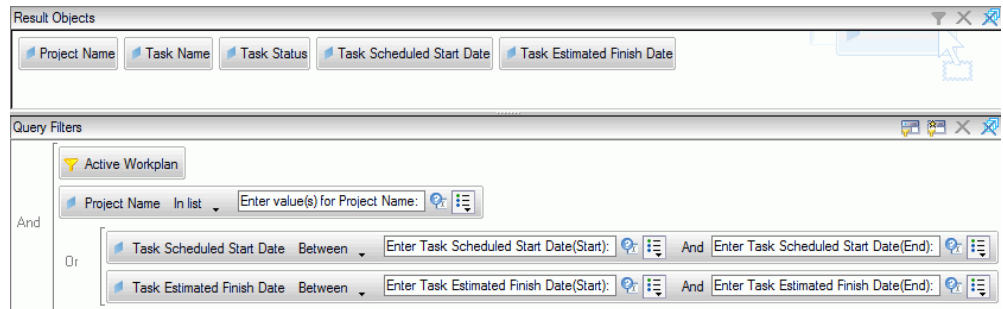 Result Objects
Project Name Task Name Task Status Task Scheduled Start Date Task Estimated Finish Date
Query Filters
Active Workplan
Project Name In list Enter value(s) for Project Name:
And
Task Scheduled Start Date Between Enter Task Scheduled Start Date(Start): And Enter Task Scheduled Start Date(End):
Or
Task Estimated Finish Date Between Enter Task Estimated Finish Date(Start): And Enter Task Estimated Finish Date(End):